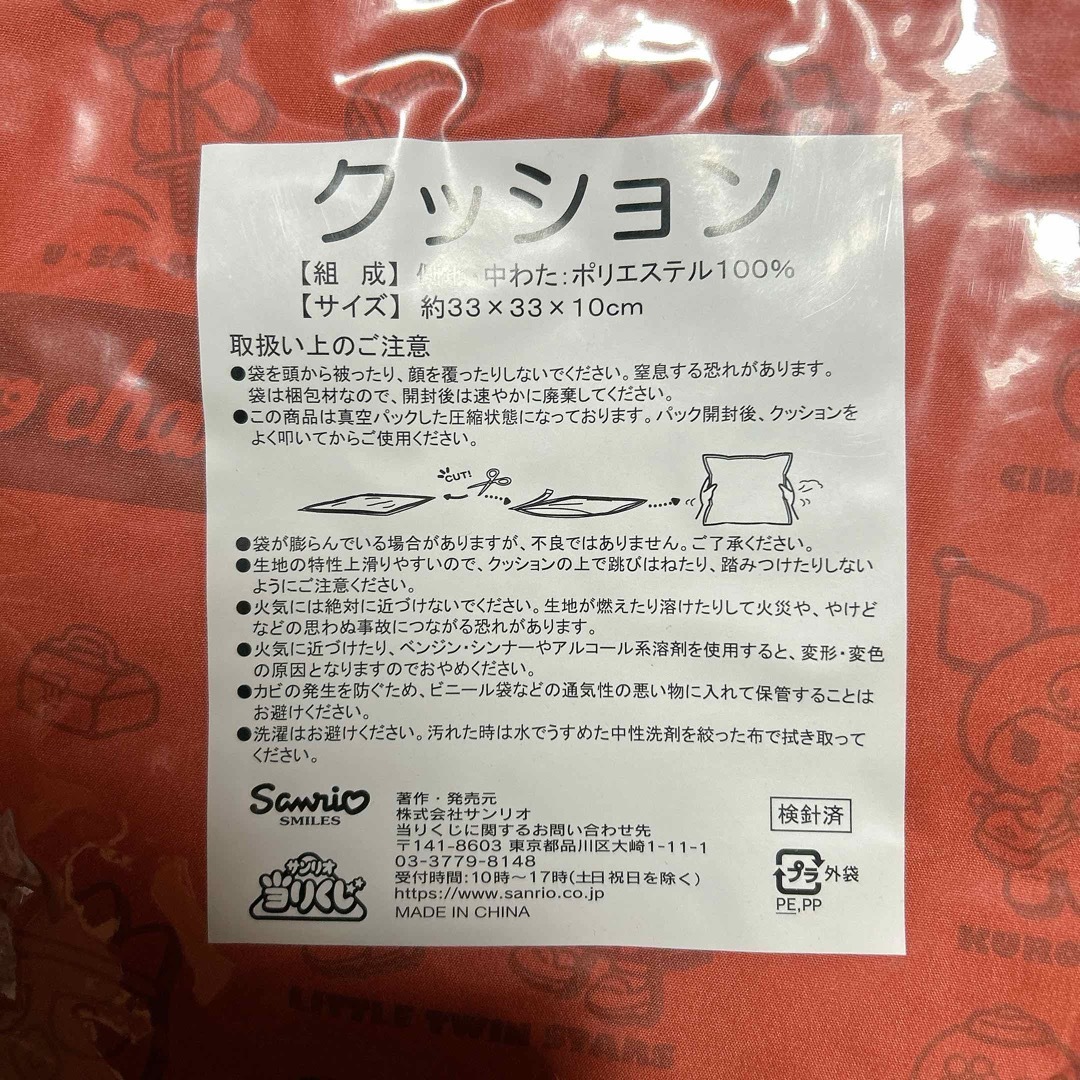 クッション
【組 成】 中わた:ポリエステル100%
【サイズ】 約33×33×10cm
取扱い上のご注意
●袋を頭から被ったり、顔を覆ったりしないでください。窒息する恐れがあります。
袋は梱包材なので、開封後は速やかに廃棄してください。
●この商品は真空パックした圧縮状態になっております。パック開封後、クッションを
よく叩いてからご使用ください。
CUT!
●袋が膨らんでいる場合がありますが、不良ではありません。ご了承ください。
●生地の特性上滑りやすいので、クッションの上で跳びはねたり、踏みつけたりしない
ようにご注意ください。
●火気には絶対に近づけないでください。生地が燃えたり溶けたりして火災や、やけど
などの思わぬ事故につながる恐れがあります。
●火気に近づけたり、ベンジン・シンナーやアルコール系溶剤を使用すると、変形・変色
の原因となりますのでおやめください。
●カビの発生を防ぐため、ビニール袋などの通気性の悪い物に入れて保管することは
お避けください。
●洗濯はお避けください。汚れた時は水でうすめた中性洗剤を絞った布で拭き取って
ください。
Sanrio
SMILES
サンリオ
当りくじ
著作・発売元
株式会社サンリオ
当りくじに関するお問い合わせ先
〒141-8603 東京都品川区大崎1-11-1
03-3779-8148
受付時間:10時～17時(土日祝日を除く)
https://www.sanrio.co.jp
MADE IN CHINA
検針済
プラ 外袋
PE,PP
LITTLE TWIN STARS